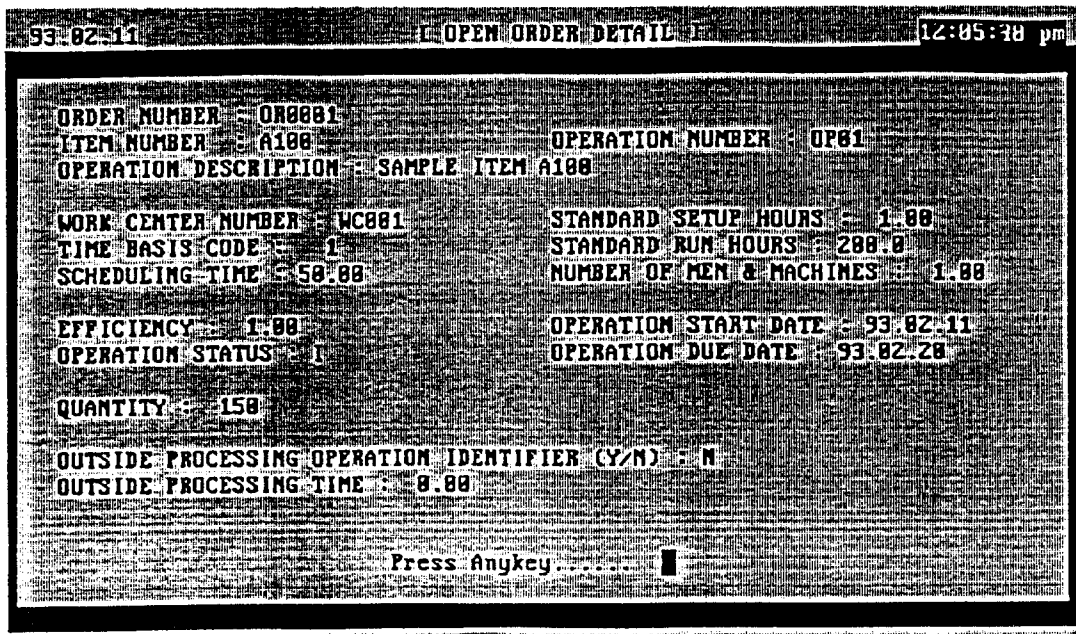 93.02.11 [ OPEN ORDER DETAIL ] 12:05:30 pm
ORDER NUMBER : OR0001
ITEM NUMBER : A100 OPERATION NUMBER : OP01
OPERATION DESCRIPTION : SAMPLE ITEM A100
WORK CENTER NUMBER : WC001 STANDARD SETUP HOURS : 1.00
TIME BASIS CODE : 1 STANDARD RUN HOURS : 200.0
SCHEDULING TIME : 50.00 NUMBER OF MEN & MACHINES : 1.00
EFFICIENCY : 1.00 OPERATION START DATE : 93.02.11
OPERATION STATUS : I OPERATION DUE DATE : 93.02.20
QUANTITY : 150
OUTSIDE PROCESSING OPERATION IDENTIFIER (Y/N) : N
OUTSIDE PROCESSING TIME : 0.00
Press Anykey......